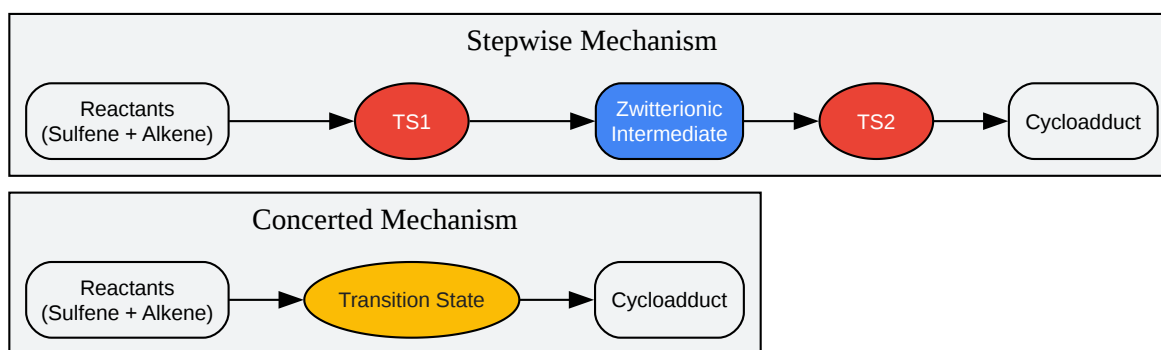 Stepwise Mechanism
Reactants
(Sulfene + Alkene)
TS1
Zwitterionic
Intermediate
TS2
Cycloadduct
Concerted Mechanism
Reactants
(Sulfene + Alkene)
Transition State
Cycloadduct